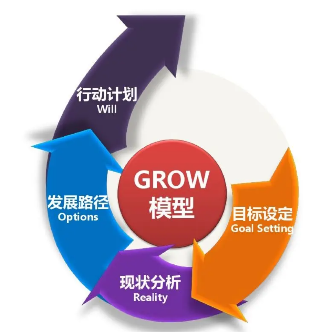 行动计划
Will
GROW
模型
发展路径
Options
目标设定
Goal Setting
现状分析
Reality